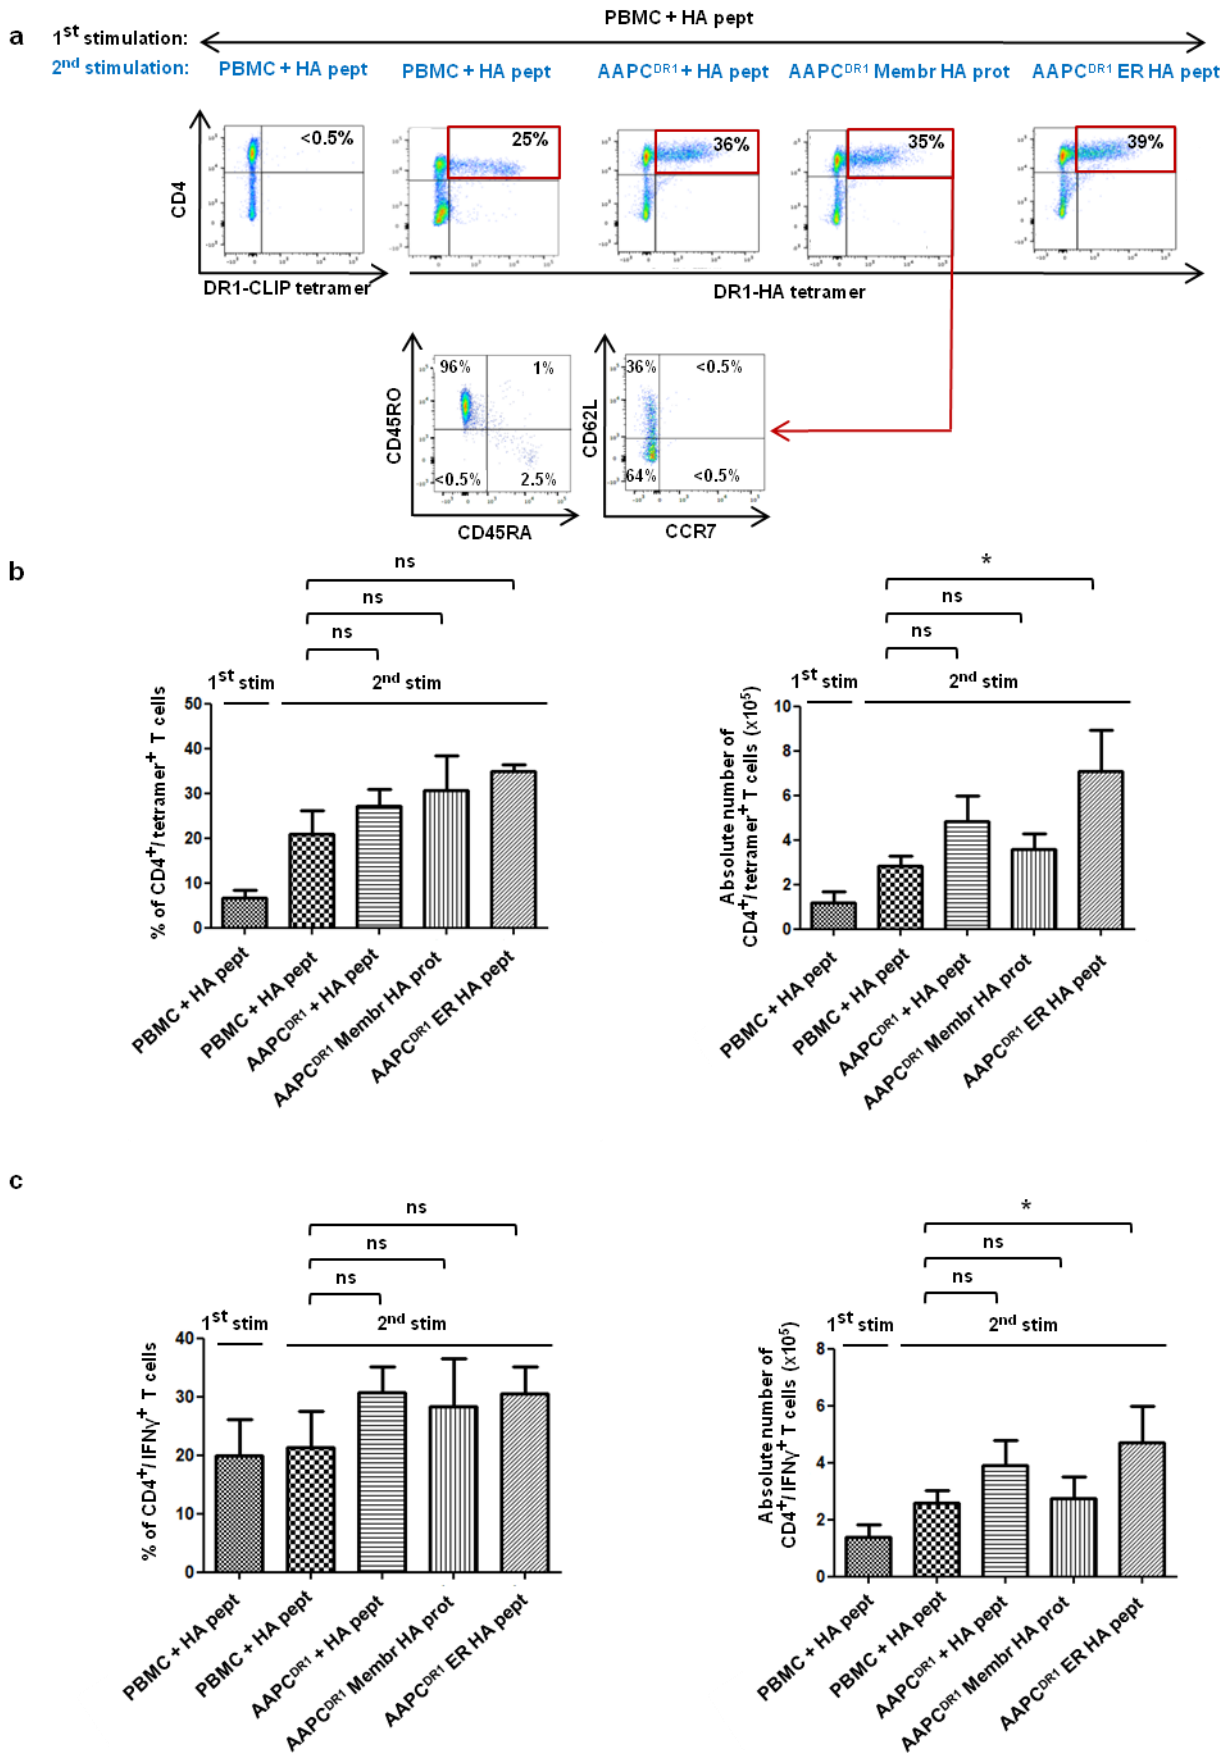 a
PBMC + HA pept
1st stimulation:
2nd stimulation: PBMC + HA pept PBMC + HA pept AAPCDR1 + HA pept AAPCDR1 Membr HA prot AAPCDR1 ER HA pept
<0.5% 25% 36% 35% 39%
CD4
DR1-CLIP tetramer DR1-HA tetramer
96% 1% 36% <0.5%
CD45RO CD62L
<0.5% 2.5% 64% <0.5%
CD45RA CCR7
b
ns
ns
ns
1st stim 2nd stim
% of CD4+/tetramer+ T cells
50
40
30
20
10
0
PBMC + HA pept
PBMC + HA pept
AAPCDR1 + HA pept
AAPCDR1 Membr HA prot
AAPCDR1 ER HA pept
*
ns
ns
1st stim 2nd stim
Absolute number of
CD4+/tetramer+ T cells (x105)
10
8
6
4
2
0
PBMC + HA pept
PBMC + HA pept
AAPCDR1 + HA pept
AAPCDR1 Membr HA prot
AAPCDR1 ER HA pept
c
ns
ns
ns
1st stim 2nd stim
% of CD4+/IFNγ+ T cells
40
30
20
10
0
PBMC + HA pept
PBMC + HA pept
AAPCDR1 + HA pept
AAPCDR1 Membr HA prot
AAPCDR1 ER HA pept
*
ns
ns
1st stim 2nd stim
Absolute number of
CD4+/IFNγ+ T cells (x105)
8
6
4
2
0
PBMC + HA pept
PBMC + HA pept
AAPCDR1 + HA pept
AAPCDR1 Membr HA prot
AAPCDR1 ER HA pept